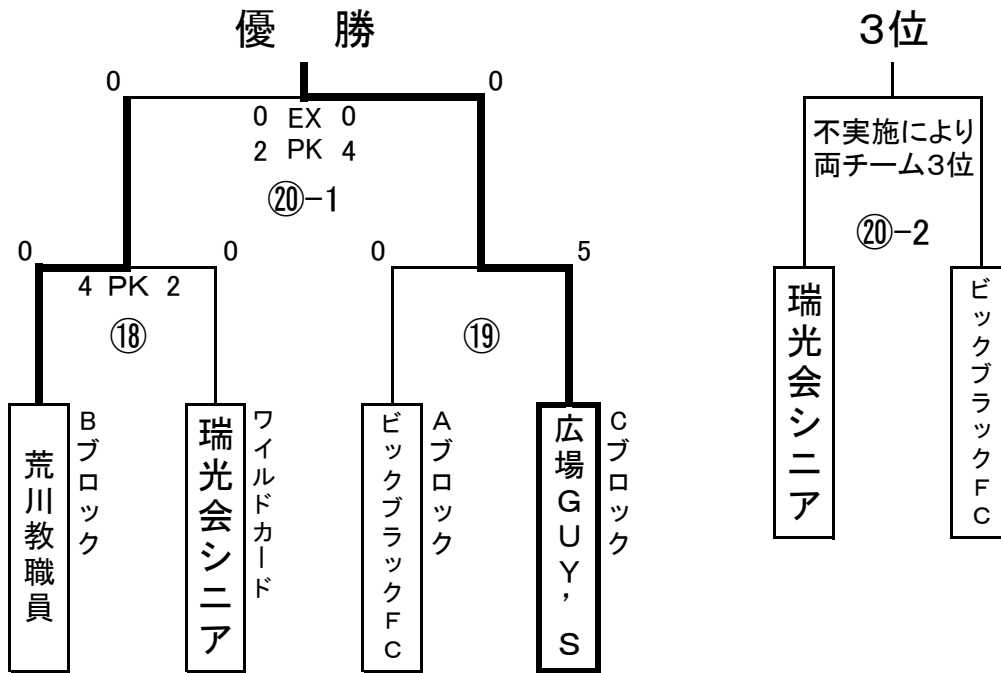 優　勝
0 0
0 EX 0
2 PK 4
⑳-1
0 0
4 PK 2
⑱
0 5
⑲
荒川教職員
Bブロック
瑞光会シニア
ワイルドカード
ビックブラックFC
Aブロック
広場GUY'S
Cブロック
3位
不実施により
両チーム3位
⑳-2
瑞光会シニア
ビックブラックFC